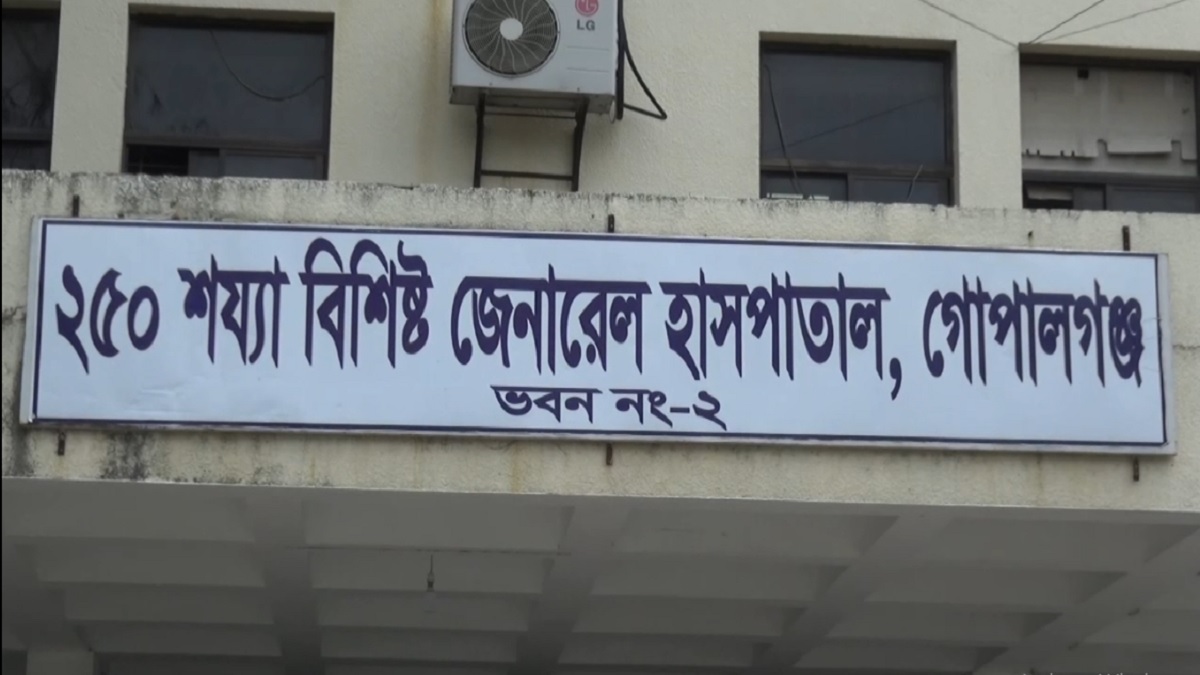 LG
২৫০ শয্যা বিশিষ্ট জেনারেল হাসপাতাল, গোপালগঞ্জ
ভবন নং-২